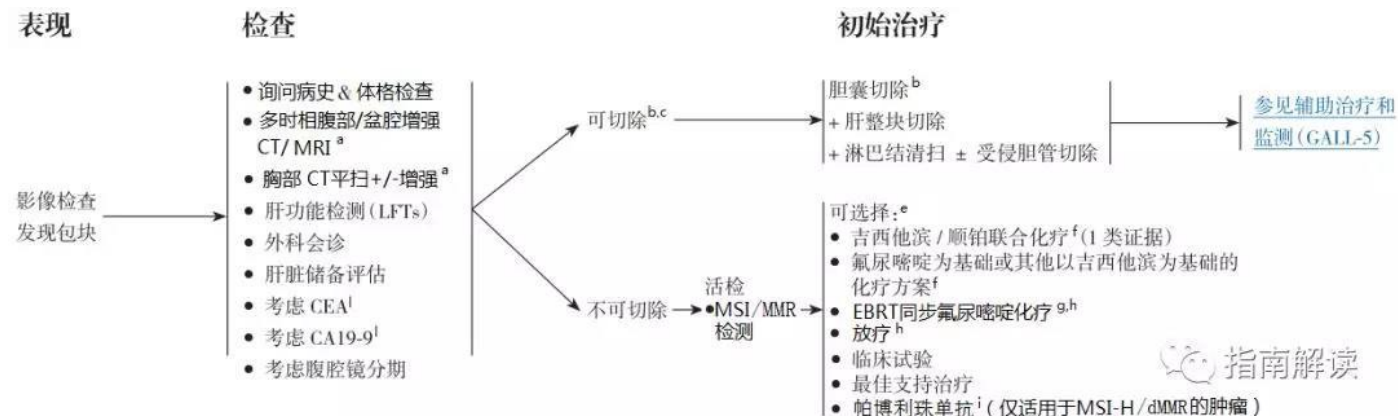 表现
检查
初始治疗
影像检查
发现包块
• 询问病史 & 体格检查
• 多时相腹部/盆腔增强
CT/ MRI a
• 胸部 CT平扫+/-增强 a
• 肝功能检测(LFTs)
• 外科会诊
• 肝脏储备评估
• 考虑 CEA l
• 考虑 CA19-9 l
• 考虑腹腔镜分期
可切除 b,c
胆囊切除 b
+ 肝整块切除
+ 淋巴结清扫 ± 受侵胆管切除
参见辅助治疗和
监测(GALL-5)
不可切除
活检
•MSI/MMR
检测
可选择: e
• 吉西他滨 / 顺铂联合化疗 f (1 类证据)
• 氟尿嘧啶为基础或其他以吉西他滨为基础的
化疗方案 f
• EBRT同步氟尿嘧啶化疗 g,h
• 放疗 h
• 临床试验
• 最佳支持治疗
• 帕博利珠单抗 i (仅适用于MSI-H/dMMR的肿瘤)
指南解读